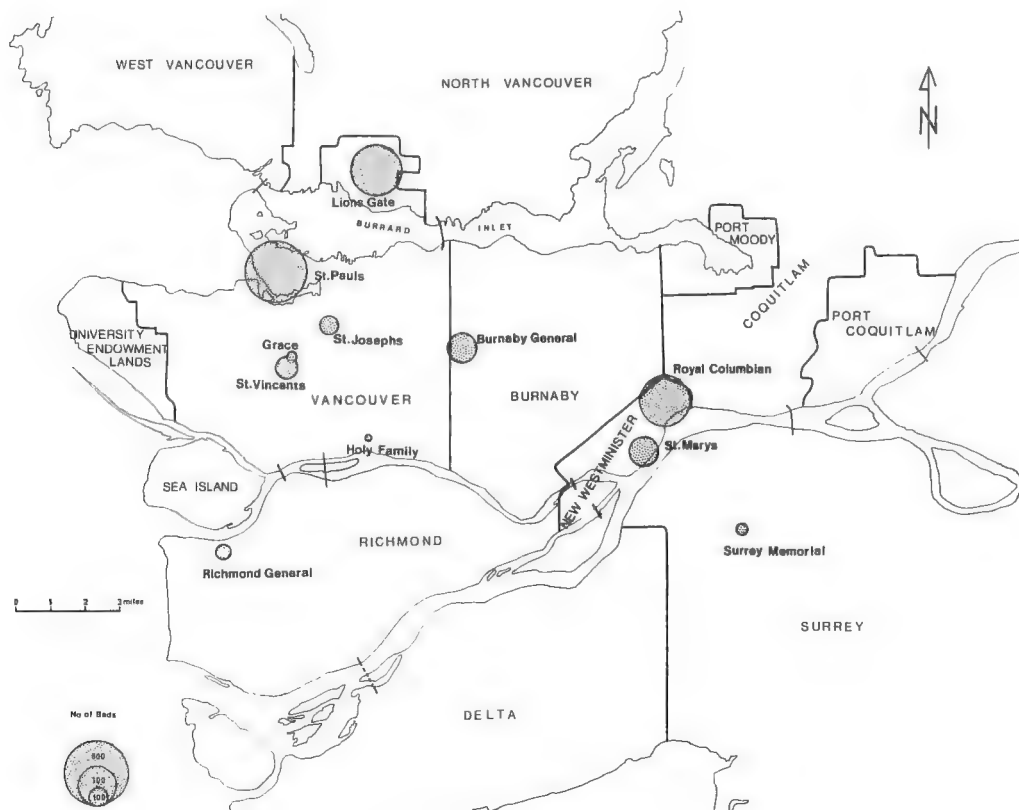 WEST VANCOUVER
NORTH VANCOUVER
N
Lions Gate
BURRARD INLET
PORT
MOODY
St.Pauls
COQUITLAM
UNIVERSITY
ENDOWMENT
LANDS
PORT
COQUITLAM
Grace
St.Josephs
Burnaby General
St.Vincents
VANCOUVER
BURNABY
Royal Columbian
Holy Family
St.Marys
NEW WESTMINISTER
SEA ISLAND
RICHMOND
Richmond General
Surrey Memorial
0 1 2 3 miles
SURREY
DELTA
No of Beds
100